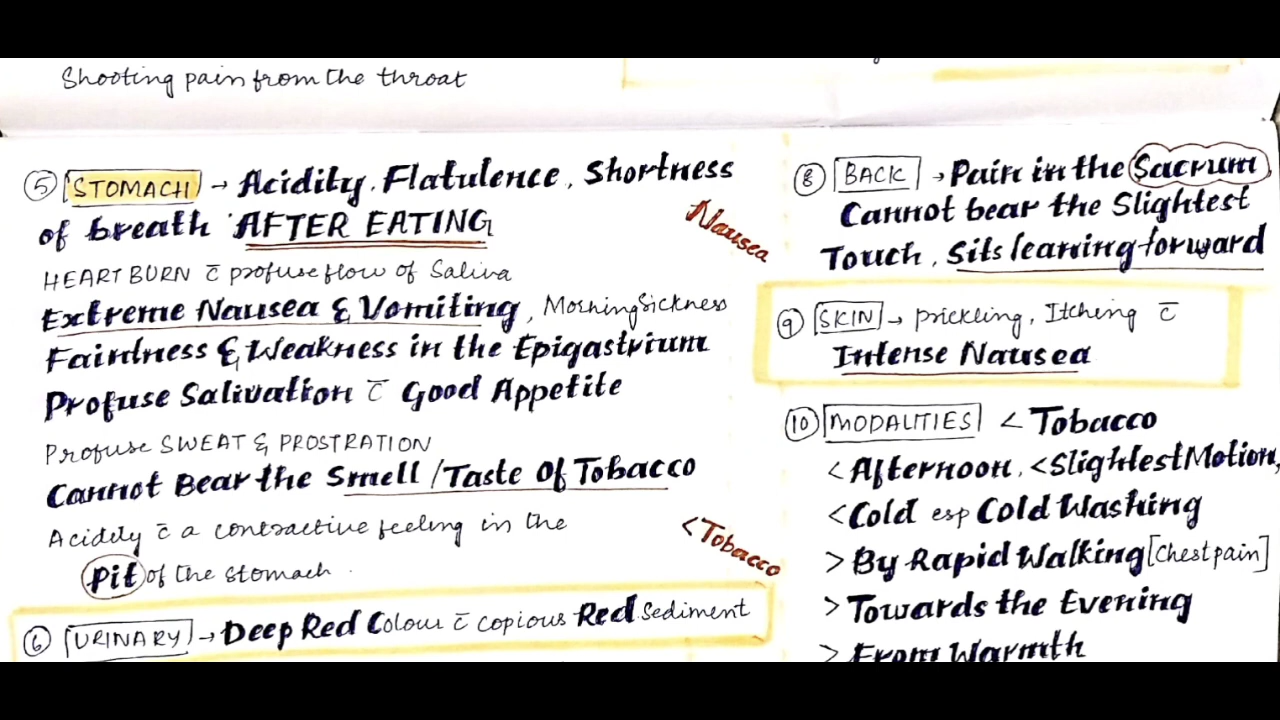 Shooting pain from the throat
⑤ STOMACH → Acidity, Flatulence, Shortness
of breath AFTER EATING
HEART BURN c̄ profuse flow of Saliva
Extreme Nausea & Vomiting, Morning Sickness
Faintness & Weakness in the Epigastrium
Profuse Salivation c̄ Good Appetite
Profuse SWEAT & PROSTRATION
Cannot Bear the Smell / Taste Of Tobacco
Acidity c̄ a contractive feeling in the
Pit of the stomach.
⑥ URINARY → Deep Red Colour c̄ copious Red Sediment
Nausea
< Tobacco
⑧ BACK → Pain in the Sacrum,
Cannot bear the Slightest
Touch, Sits leaning forward
⑨ SKIN → prickling, Itching c̄
Intense Nausea
⑩ MODALITIES < Tobacco
< Afternoon, < Slightest Motion,
< Cold esp Cold Washing
> By Rapid Walking [Chest pain]
> Towards the Evening
> From Warmth